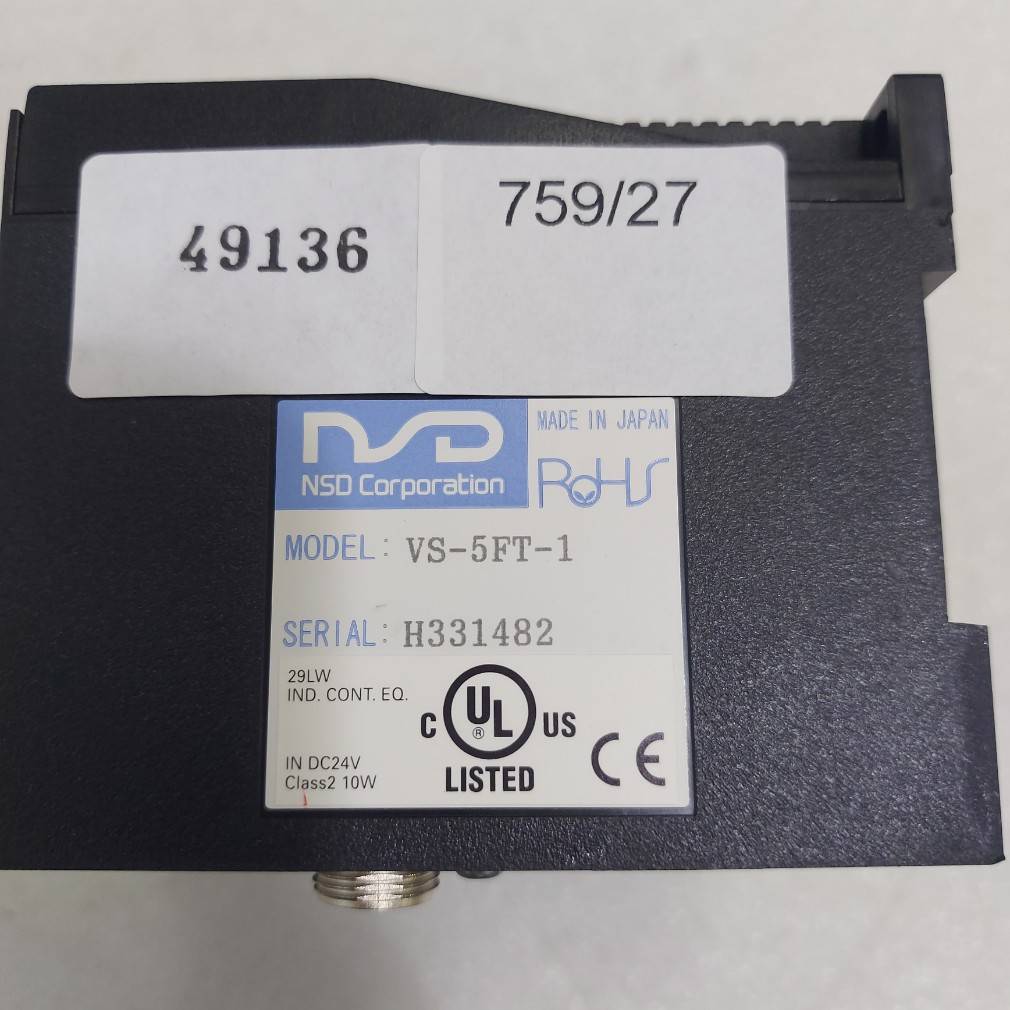 49136
759/27
NSD
NSD Corporation
MADE IN JAPAN
RoHS
MODEL: VS-5FT-1
SERIAL: H331482
29LW
IND. CONT. EQ.
C UL® US
LISTED
CE
IN DC24V
Class2 10W